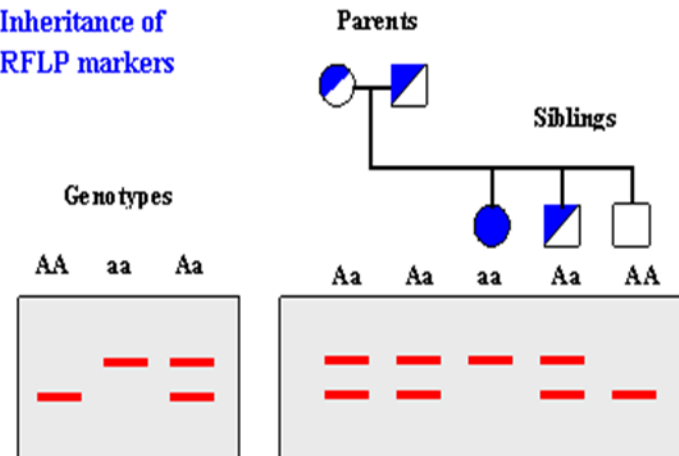 Inheritance of
RFLP markers
Parents
Siblings
Genotypes
AA aa Aa
Aa Aa aa Aa AA